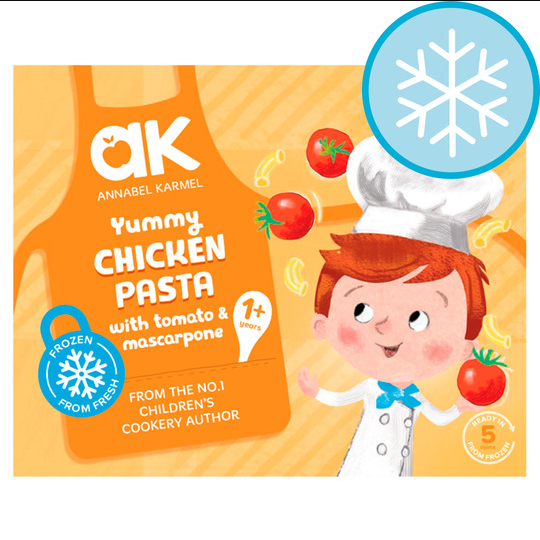 aK
ANNABEL KARMEL
Yummy
CHICKEN
PASTA
with tomato &
mascarpone
1+
years
FROZEN
FROM FRESH
FROM THE NO.1
CHILDREN'S
COOKERY AUTHOR
READY IN
5
mins
FROM FROZEN